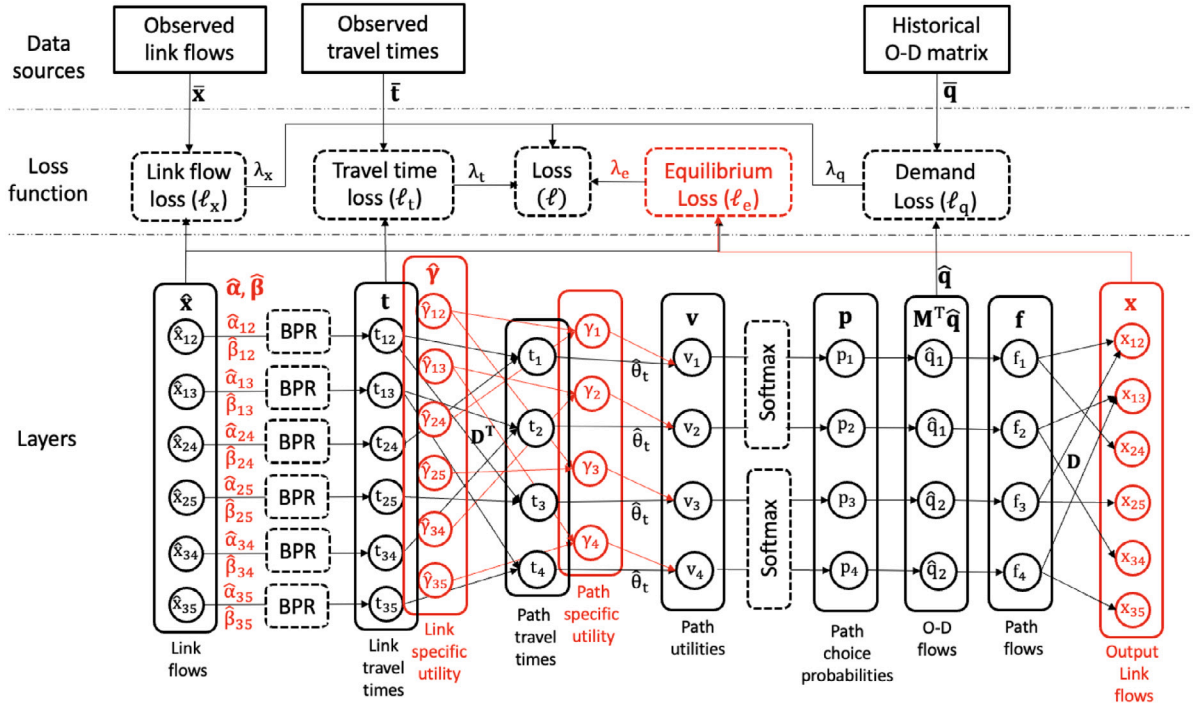 Data
sources
Observed
link flows
Observed
travel times
Historical
O-D matrix
x̄
t̄
q̄
Loss
function
Link flow
loss (ℓx)
λx
Travel time
loss (ℓt)
λt
Loss
(ℓ)
λe
Equilibrium
Loss (ℓe)
λq
Demand
Loss (ℓq)
Layers
x̂
x̂12
x̂13
x̂24
x̂25
x̂34
x̂35
Link
flows
α̂, β̂
α̂12
β̂12
α̂13
β̂13
α̂24
β̂24
α̂25
β̂25
α̂34
β̂34
α̂35
β̂35
BPR
BPR
BPR
BPR
BPR
BPR
t
t12
t13
t24
t25
t34
t35
Link
travel
times
γ̂
γ̂12
γ̂13
γ̂24
γ̂25
γ̂34
γ̂35
Link
specific
utility
Dᵀ
t1
t2
t3
t4
Path
travel
times
γ1
γ2
γ3
γ4
Path
specific
utility
θ̂t
θ̂t
θ̂t
θ̂t
v
v1
v2
v3
v4
Path
utilities
Softmax
Softmax
p
p1
p2
p3
p4
Path
choice
probabilities
q̂
Mᵀq̂
q̂1
q̂1
q̂2
q̂2
O-D
flows
f
f1
f2
f3
f4
Path
flows
D
x
x12
x13
x24
x25
x34
x35
Output
Link
flows